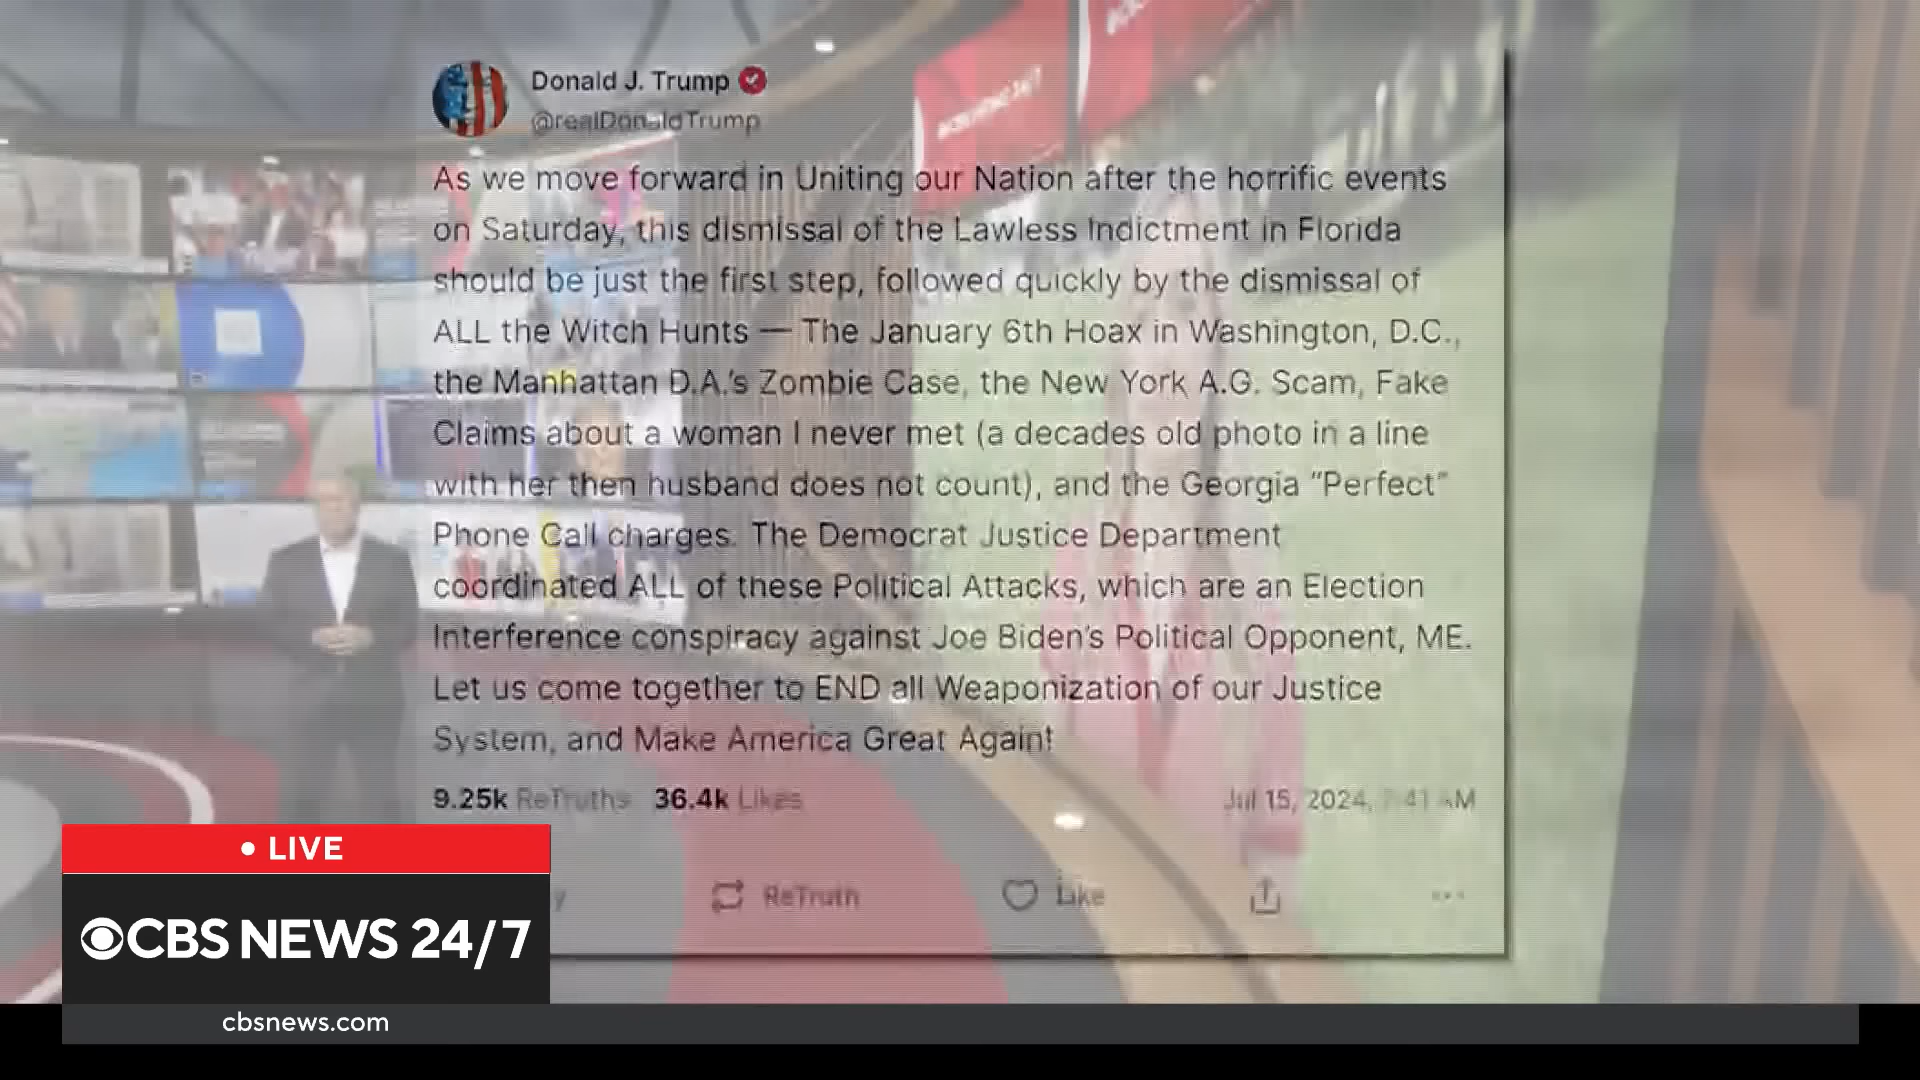 Donald J. Trump
@realDonaldTrump
As we move forward in Uniting our Nation after the horrific events
on Saturday, this dismissal of the Lawless Indictment in Florida
should be just the first step, followed quickly by the dismissal of
ALL the Witch Hunts — The January 6th Hoax in Washington, D.C.,
the Manhattan D.A.'s Zombie Case, the New York A.G. Scam, Fake
Claims about a woman I never met (a decades old photo in a line
with her then husband does not count), and the Georgia “Perfect”
Phone Call charges. The Democrat Justice Department
coordinated ALL of these Political Attacks, which are an Election
Interference conspiracy against Joe Biden's Political Opponent, ME.
Let us come together to END all Weaponization of our Justice
System, and Make America Great Again!
9.25k ReTruths 36.4k Likes Jul 15, 2024, 7:41 AM
ReTruth Like
LIVE
CBS NEWS 24/7
cbsnews.com